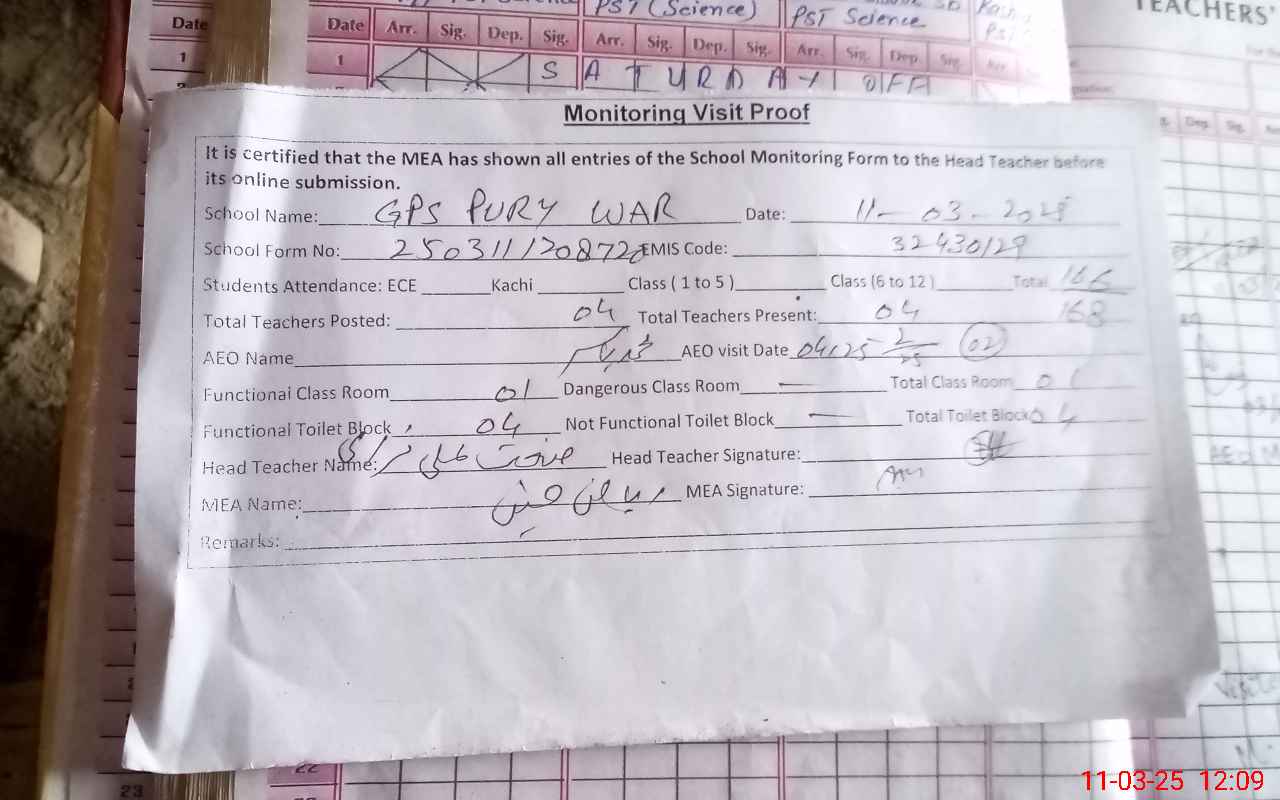 PST (Science) PST Science
TEACHERS'
Date Date Arr. Sig. Dep. Sig. Arr. Sig. Dep. Sig. Arr. Sig. Dep. Sig.
1 1 S A T U R D A Y OFF
Monitoring Visit Proof
It is certified that the MEA has shown all entries of the School Monitoring Form to the Head Teacher before
its online submission.
School Name: GPS PURY WAR Date: 11-03-2025
School Form No: EMIS Code: 32430129
Students Attendance: ECE Kachi Class ( 1 to 5 ) Class (6 to 12 ) Total 166
168
Total Teachers Posted: 04 Total Teachers Present: 04
AEO Name AEO visit Date 02
Functional Class Room 01 Dangerous Class Room — Total Class Room 01
Functional Toilet Block 04 Not Functional Toilet Block — Total Toilet Block 04
Head Teacher Name: Head Teacher Signature:
MEA Name: MEA Signature:
Remarks:
22
23
11-03-25 12:09